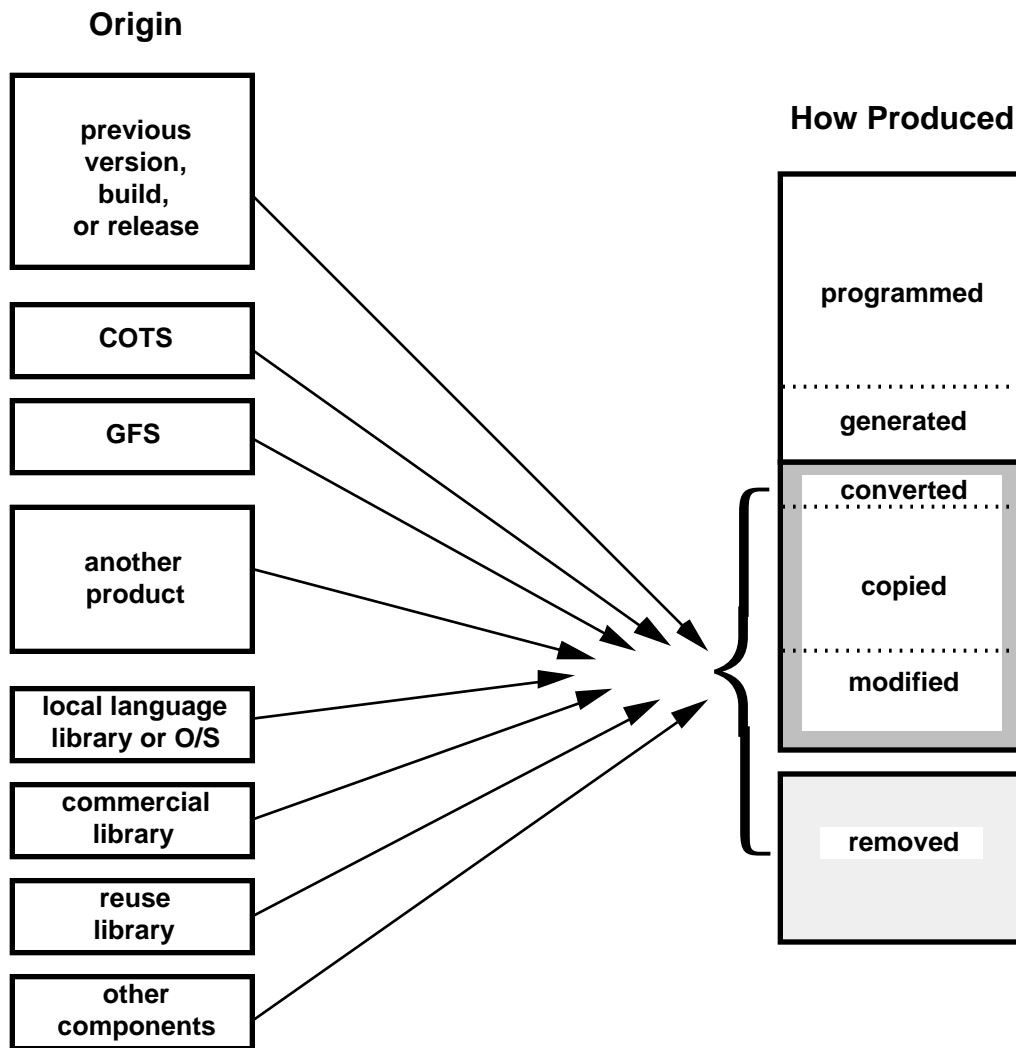 Origin
previous
version,
build,
or release
COTS
GFS
another
product
local language
library or O/S
commercial
library
reuse
library
other
components
How Produced
programmed
generated
converted
copied
modified
removed